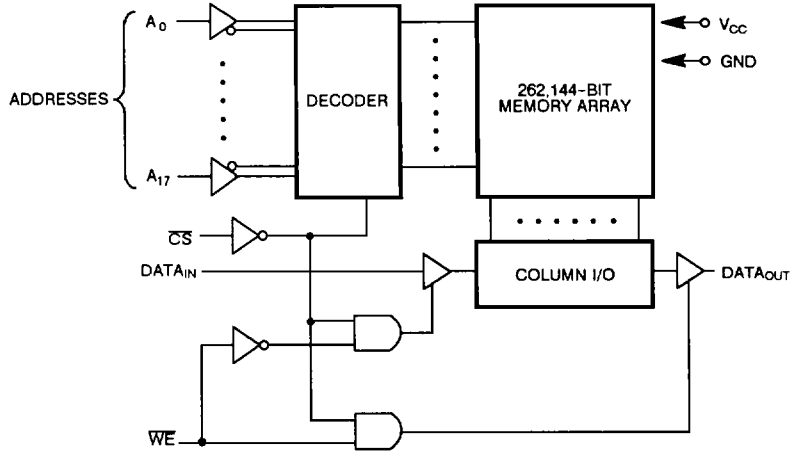 A0
VCC
GND
ADDRESSES
DECODER
262,144-BIT
MEMORY ARRAY
A17
CS
DATAIN
COLUMN I/O
DATAOUT
WE